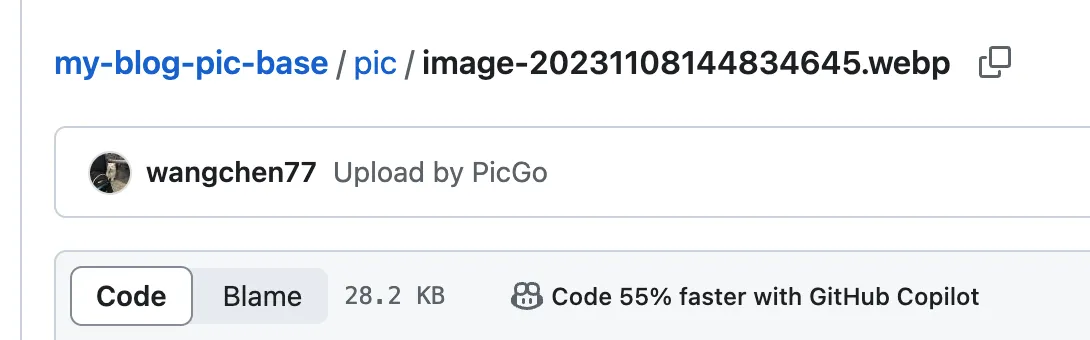 my-blog-pic-base / pic / image-20231108144834645.webp
wangchen77 Upload by PicGo
Code Blame 28.2 KB Code 55% faster with GitHub Copilot